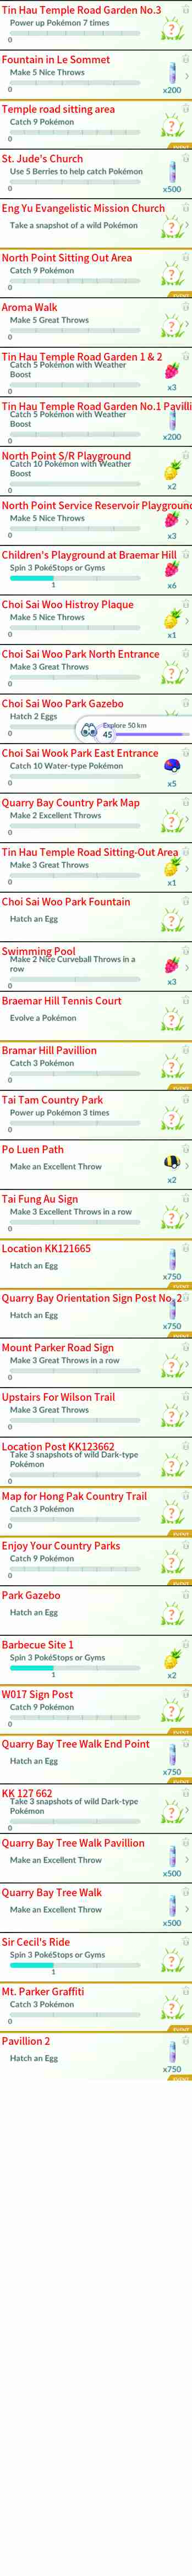 Tin Hau Temple Road Garden No.3
Power up Pokémon 7 times
?
0
Fountain in Le Sommet
Make 5 Nice Throws
0
x200
Temple road sitting area
Catch 9 Pokémon
?
0
EVENT
St. Jude's Church
Use 5 Berries to help catch Pokémon
0
x500
Eng Yu Evangelistic Mission Church
Take a snapshot of a wild Pokémon
?
North Point Sitting Out Area
Catch 9 Pokémon
?
0
EVENT
Aroma Walk
Make 5 Great Throws
?
0
Tin Hau Temple Road Garden 1 & 2
Catch 5 Pokémon with Weather
Boost
0
x3
Tin Hau Temple Road Garden No.1 Pavilli
Catch 5 Pokémon with Weather
Boost
0
x200
North Point S/R Playground
Catch 10 Pokémon with Weather
Boost
0
x2
North Point Service Reservoir Playground
Make 5 Nice Throws
0
x3
Children's Playground at Braemar Hill
Spin 3 PokéStops or Gyms
1
x6
Choi Sai Woo Histroy Plaque
Make 5 Nice Throws
0
x1
Choi Sai Woo Park North Entrance
Make 3 Great Throws
?
0
Choi Sai Woo Park Gazebo
Hatch 2 Eggs
Explore 50 km
45
0
Choi Sai Wook Park East Entrance
Catch 10 Water-type Pokémon
0
x5
Quarry Bay Country Park Map
Make 2 Excellent Throws
?
0
Tin Hau Temple Road Sitting-Out Area
Make 3 Great Throws
0
x1
Choi Sai Woo Park Fountain
Hatch an Egg
?
Swimming Pool
Make 2 Nice Curveball Throws in a
row
0
x3
Braemar Hill Tennis Court
Evolve a Pokémon
?
Bramar Hill Pavillion
Catch 3 Pokémon
?
0
EVENT
Tai Tam Country Park
Power up Pokémon 3 times
?
0
Po Luen Path
Make an Excellent Throw
x2
Tai Fung Au Sign
Make 3 Excellent Throws in a row
?
0
Location KK121665
Hatch an Egg
x750
EVENT
Quarry Bay Orientation Sign Post No. 2
Hatch an Egg
x750
EVENT
Mount Parker Road Sign
Make 3 Great Throws in a row
?
0
Upstairs For Wilson Trail
Make 3 Great Throws
?
0
Location Post KK123662
Take 3 snapshots of wild Dark-type
Pokémon
?
0
Map for Hong Pak Country Trail
Catch 3 Pokémon
?
0
EVENT
Enjoy Your Country Parks
Catch 9 Pokémon
?
0
EVENT
Park Gazebo
Hatch an Egg
?
Barbecue Site 1
Spin 3 PokéStops or Gyms
1
x2
W017 Sign Post
Catch 9 Pokémon
?
0
Quarry Bay Tree Walk End Point
Hatch an Egg
x750
EVENT
KK 127 662
Take 3 snapshots of wild Dark-type
Pokémon
?
0
Quarry Bay Tree Walk Pavillion
Make an Excellent Throw
x500
Quarry Bay Tree Walk
Make an Excellent Throw
x500
Sir Cecil's Ride
Spin 3 PokéStops or Gyms
?
1
Mt. Parker Graffiti
Catch 3 Pokémon
?
0
EVENT
Pavillion 2
Hatch an Egg
x750
EVENT